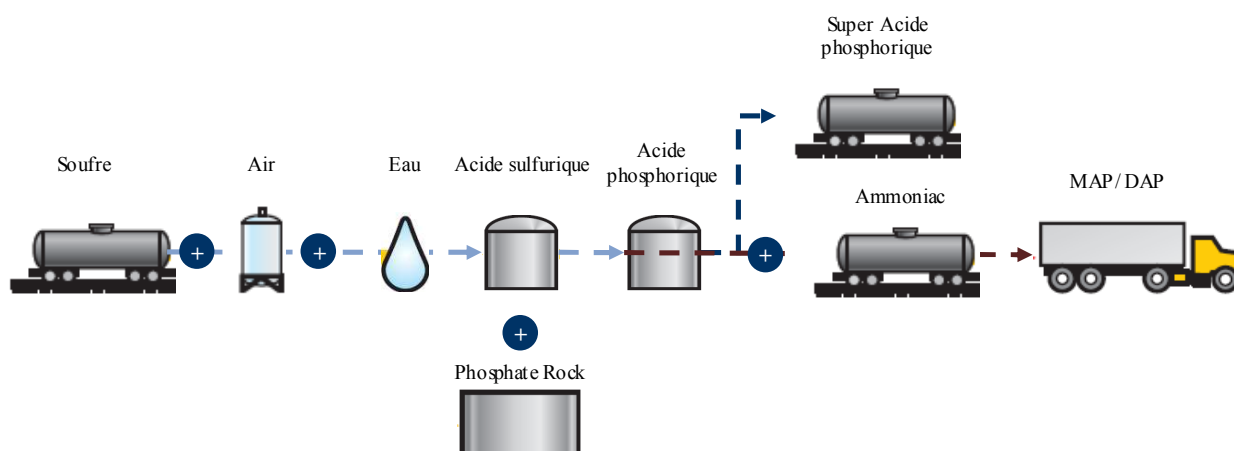 Super Acide
phosphorique
Soufre
Air
Eau
Acide sulfurique
Acide
phosphorique
Ammoniac
MAP / DAP
+
+
+
+
Phosphate Rock